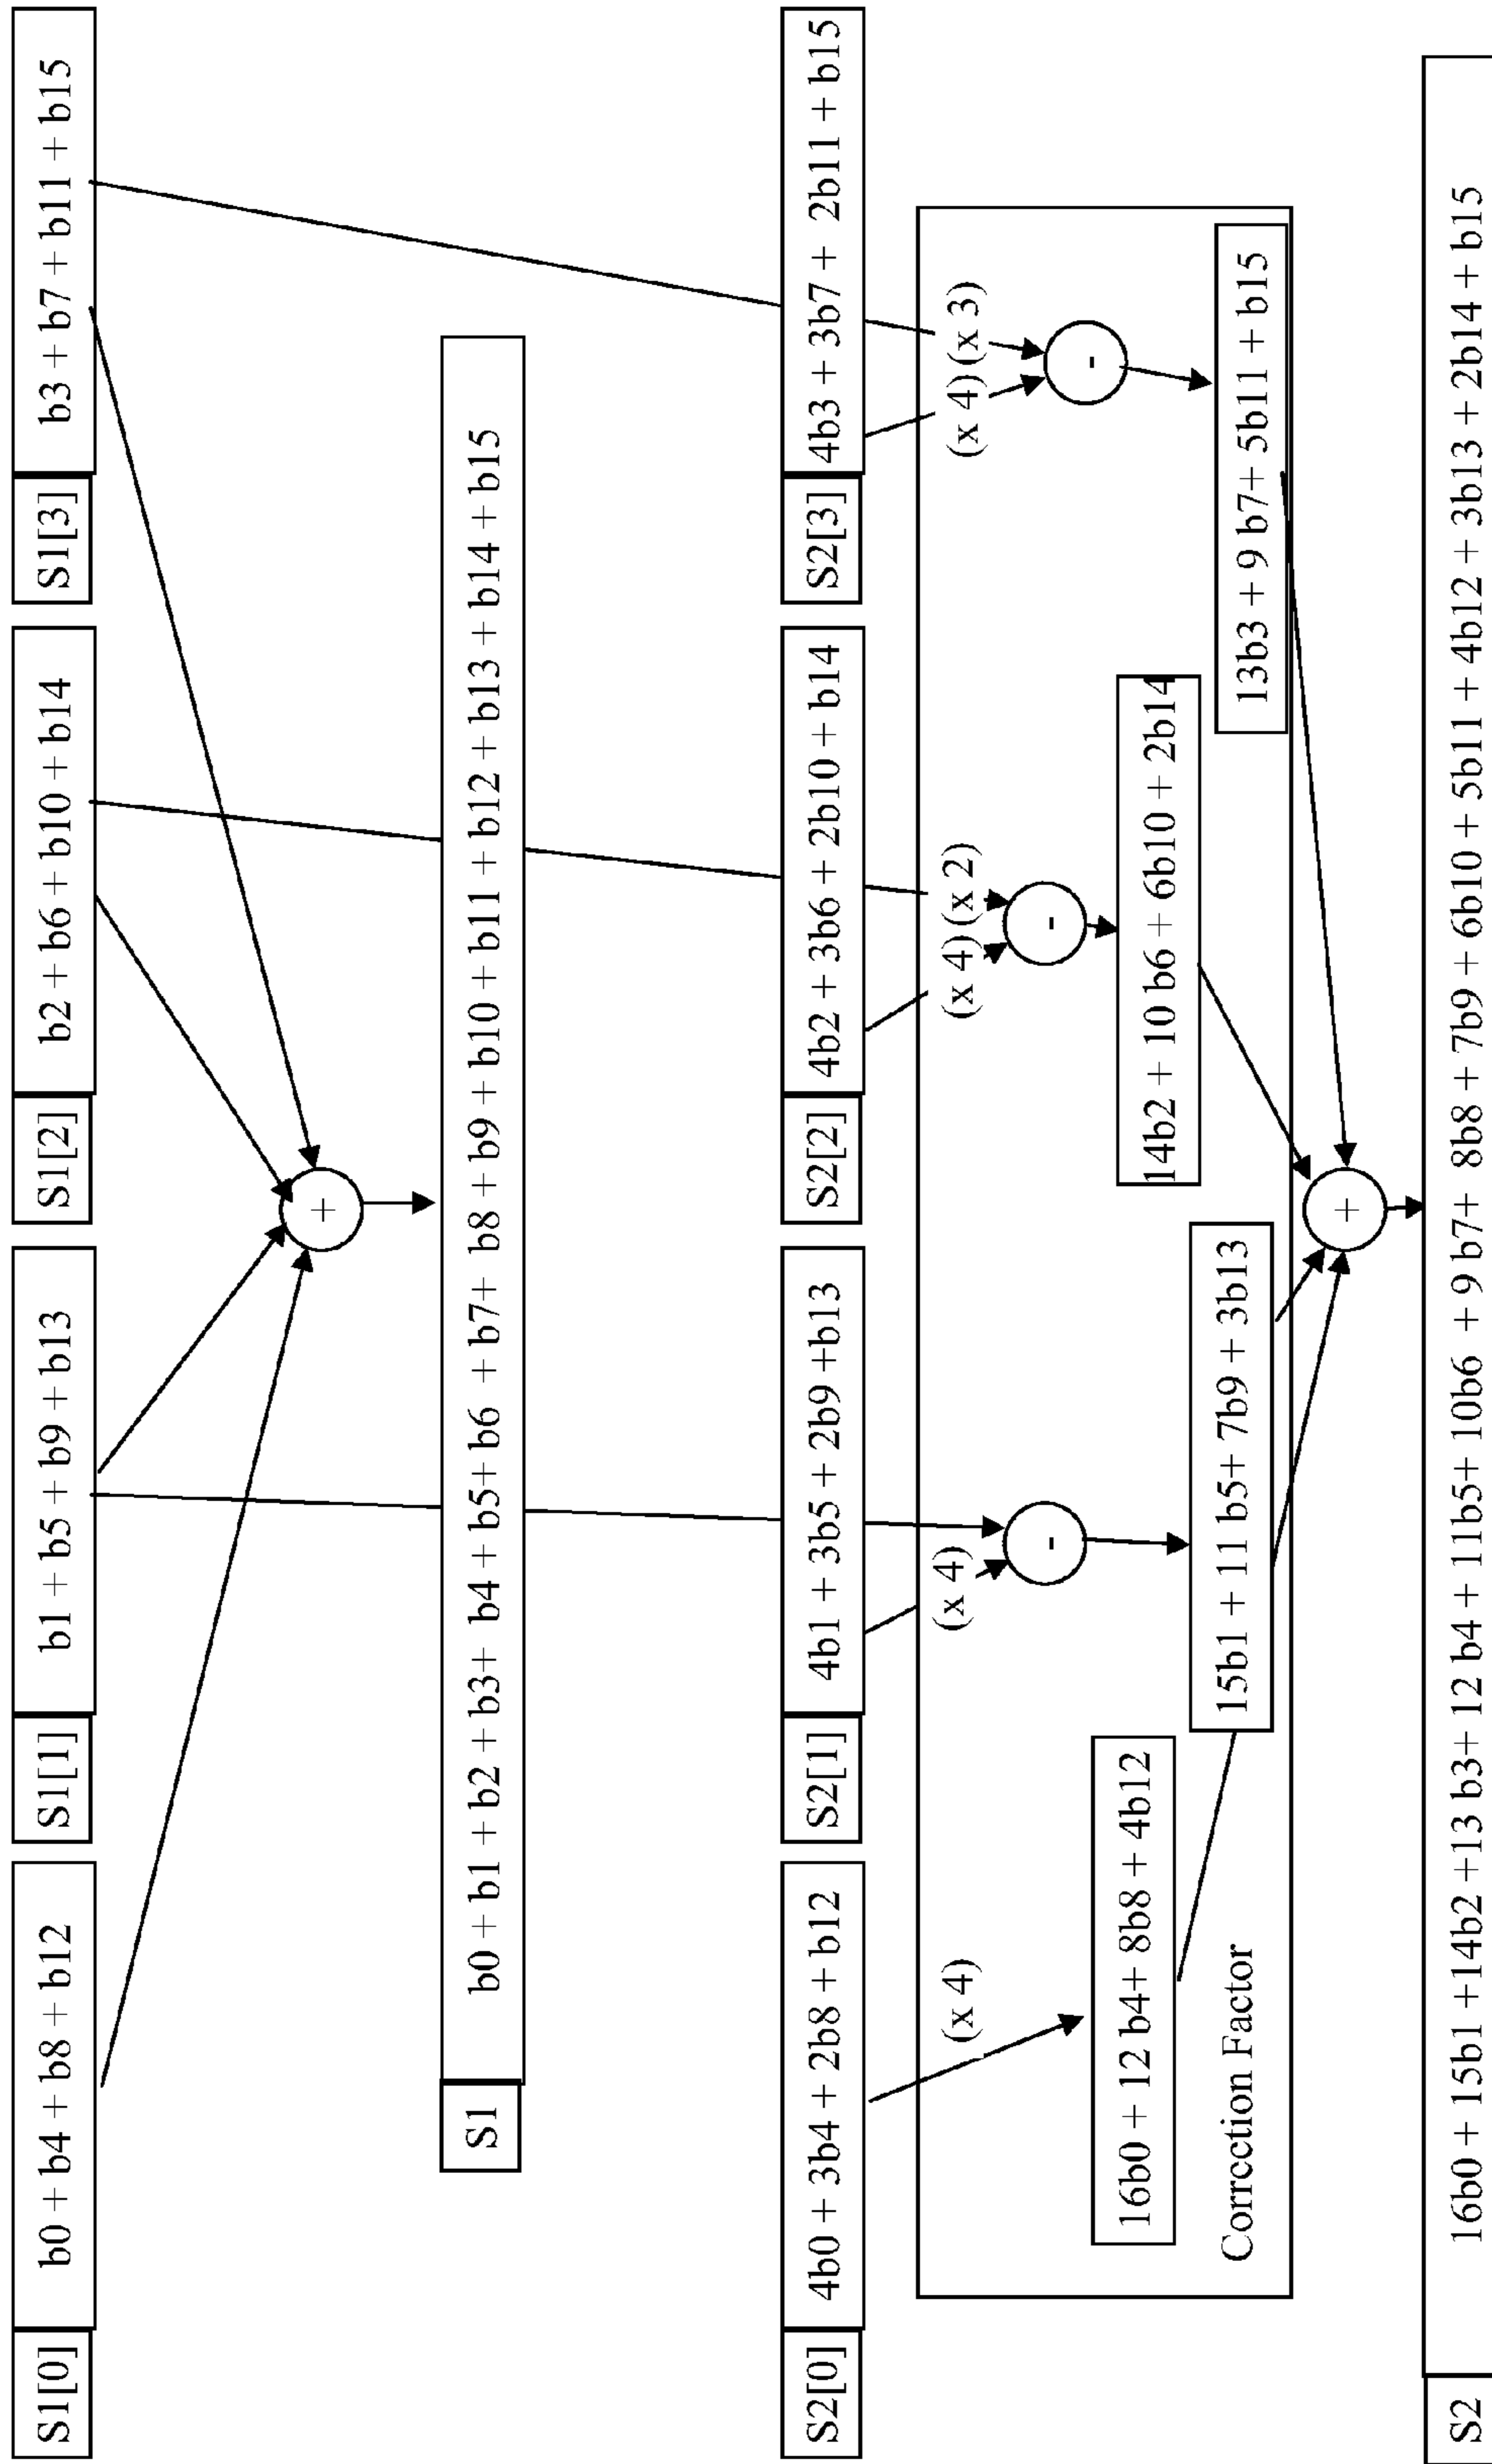 S1[0] b0 + b4 + b8 + b12 S1[1] b1 + b5 + b9 + b13 S1[2] b2 + b6 + b10 + b14 S1[3] b3 + b7 + b11 + b15
+
S1 b0 + b1 + b2 + b3+ b4 + b5+ b6 + b7+ b8 + b9 + b10 + b11 + b12 + b13 + b14 + b15
S2[0] 4b0 + 3b4 + 2b8 + b12 S2[1] 4b1 + 3b5 + 2b9 +b13 S2[2] 4b2 + 3b6 + 2b10 + b14 S2[3] 4b3 + 3b7 + 2b11 + b15
(x 4) (x 4) (x 4) (x 2) (x 4) (x 3)
- - -
16b0 + 12 b4+ 8b8 + 4b12 14b2 + 10 b6 + 6b10 + 2b14
15b1 + 11 b5+ 7b9 + 3b13 13b3 + 9 b7+ 5b11 + b15
Correction Factor
+
S2 16b0 + 15b1 +14b2 +13 b3+ 12 b4 + 11b5+ 10b6 + 9 b7+ 8b8 + 7b9 + 6b10 + 5b11 + 4b12 + 3b13 + 2b14 + b15